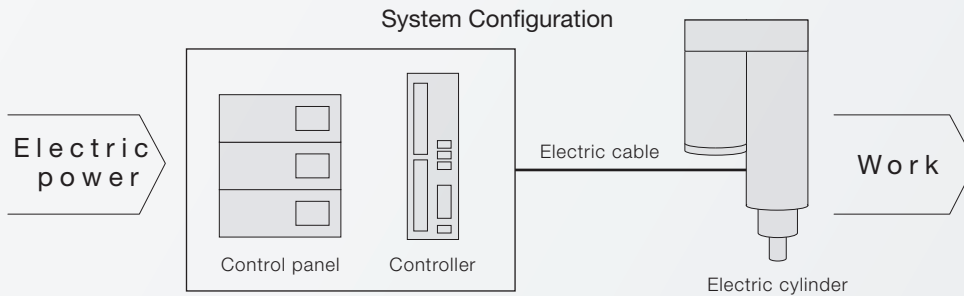 System Configuration
Electric
power
Control panel
Controller
Electric cable
Electric cylinder
Work